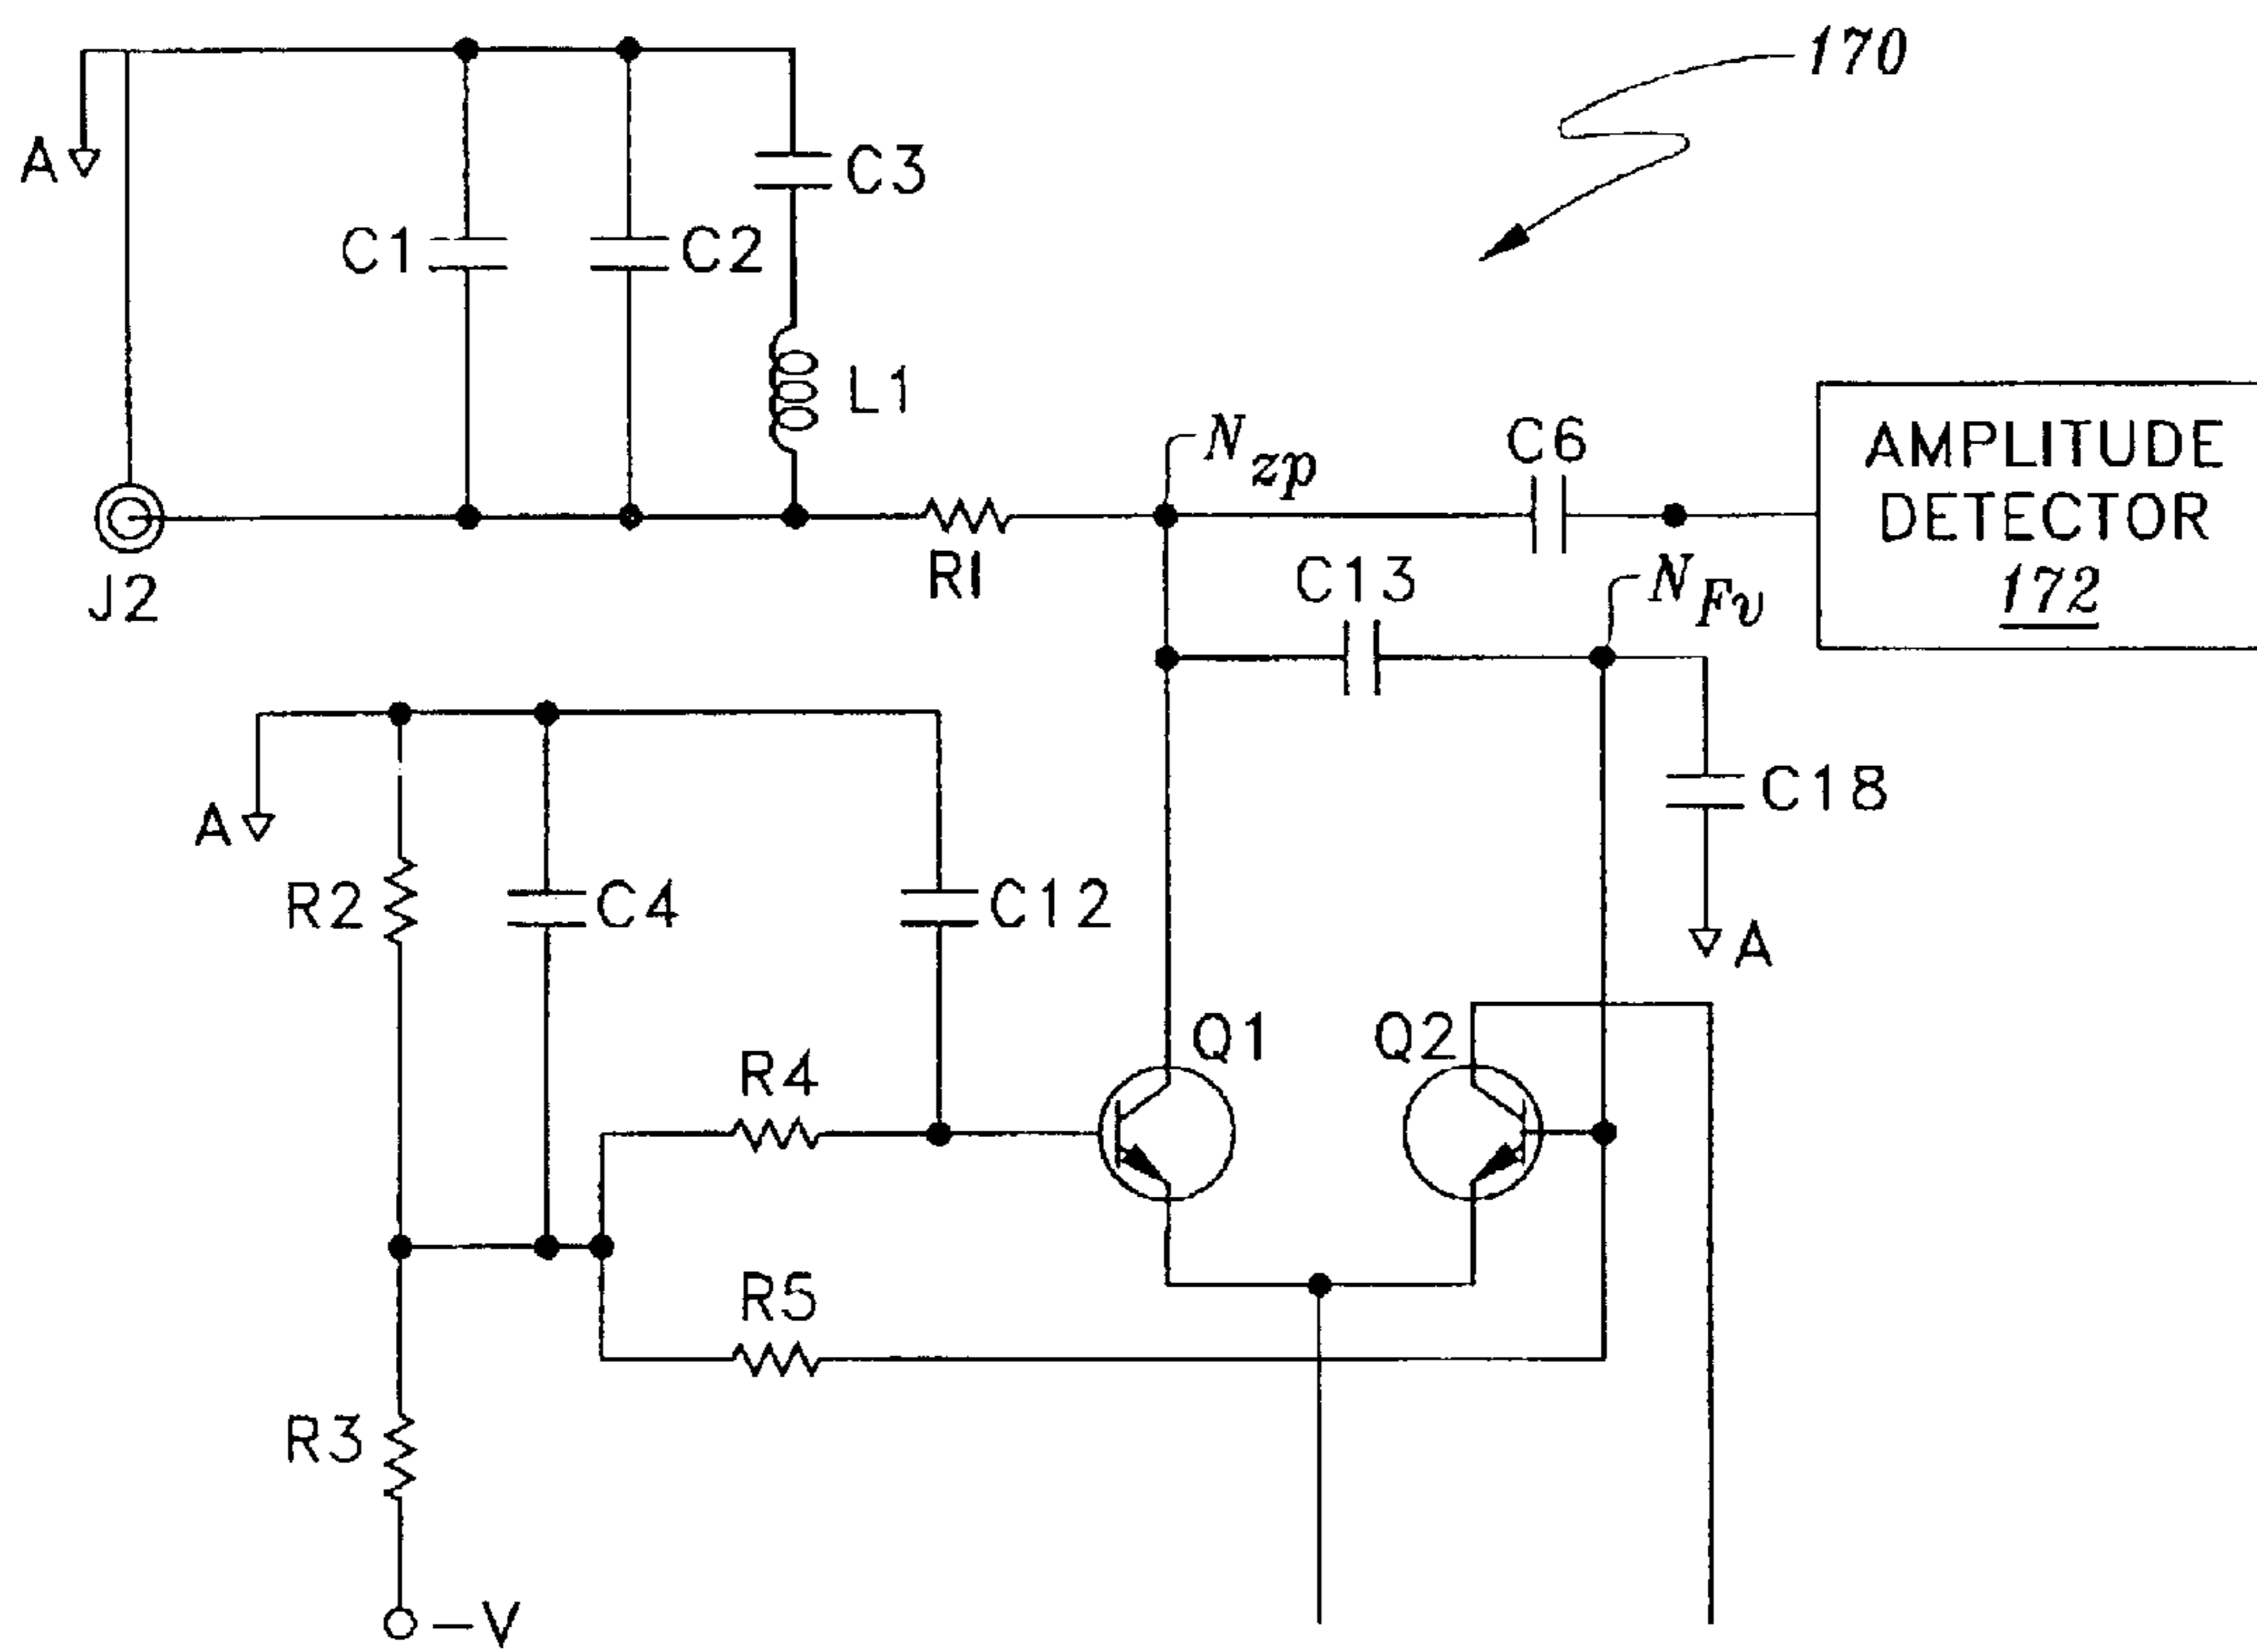 170
A
C3
C1
C2
L1
N_zp
C6
AMPLITUDE
DETECTOR
172
J2
R1
C13
N_Fv
A
R2
C4
C12
C18
A
Q1
Q2
R4
R5
R3
-V